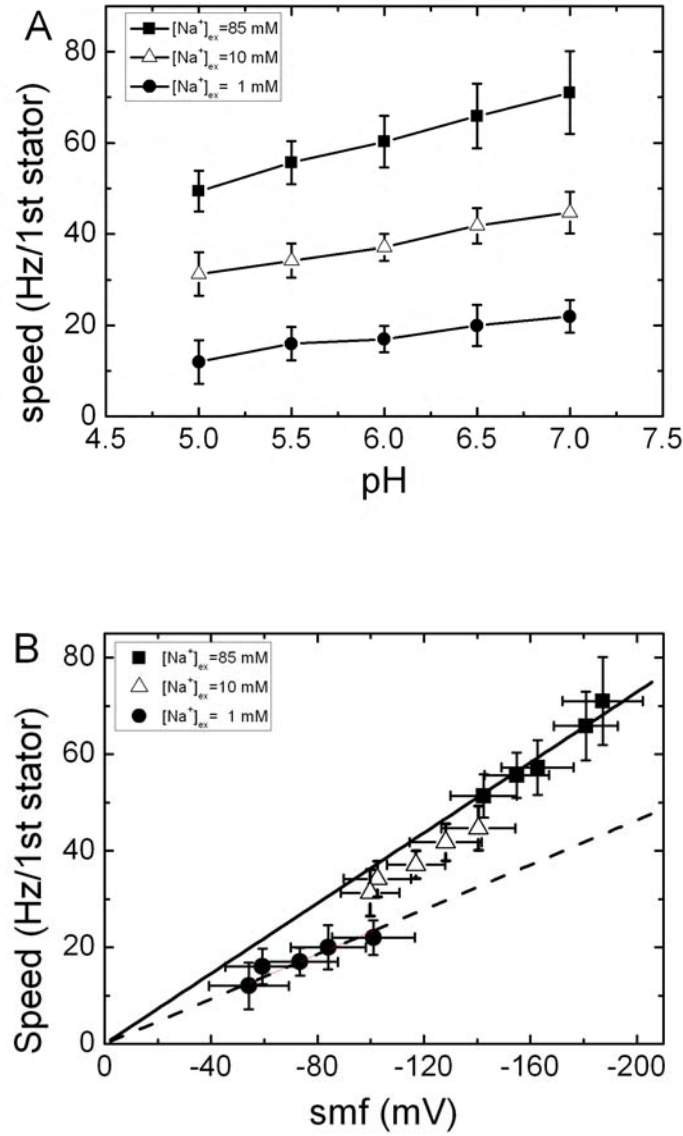 A
[Na⁺]ex=85 mM
[Na⁺]ex=10 mM
[Na⁺]ex= 1 mM
speed (Hz/1st stator)
80
60
40
20
0
4.5 5.0 5.5 6.0 6.5 7.0 7.5
pH
B
[Na⁺]ex=85 mM
[Na⁺]ex=10 mM
[Na⁺]ex= 1 mM
Speed (Hz/1st stator)
80
60
40
20
0
0 -40 -80 -120 -160 -200
smf (mV)